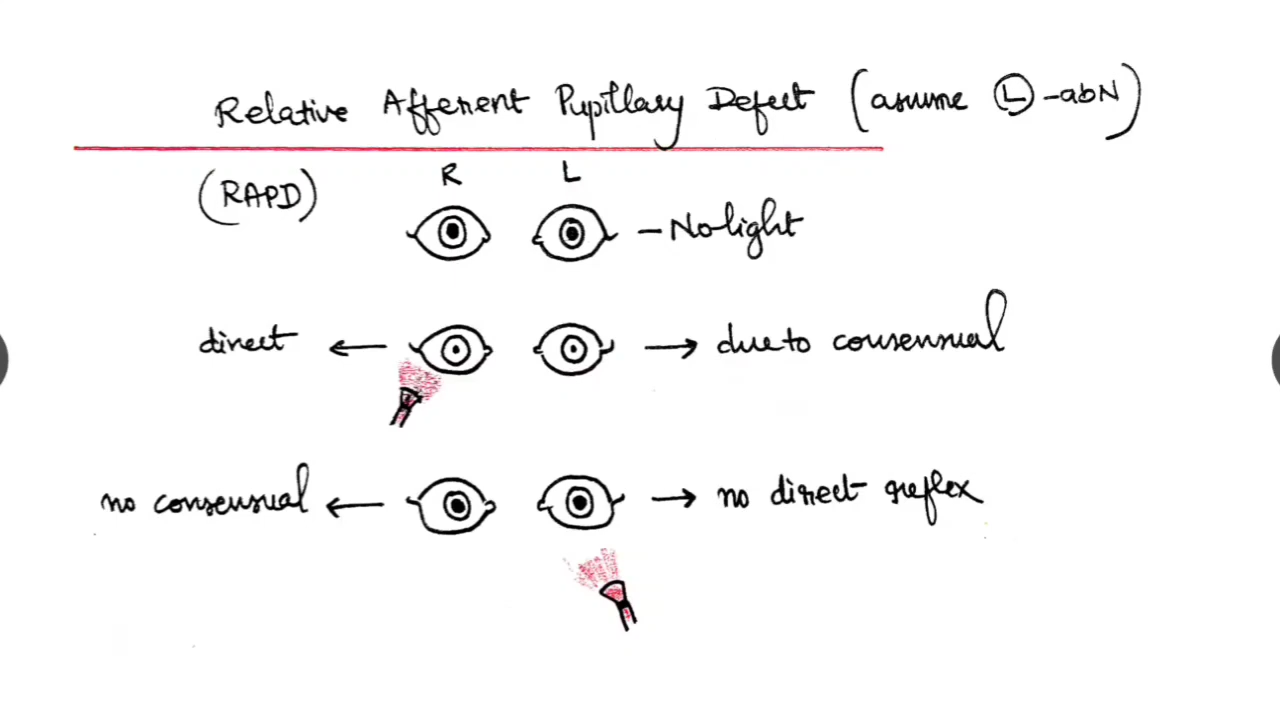 Relative Afferent Pupillary Defect (assume L -abN)
(RAPD)
R L
- No light
direct ← → due to consensual
no consensual ← → no direct reflex